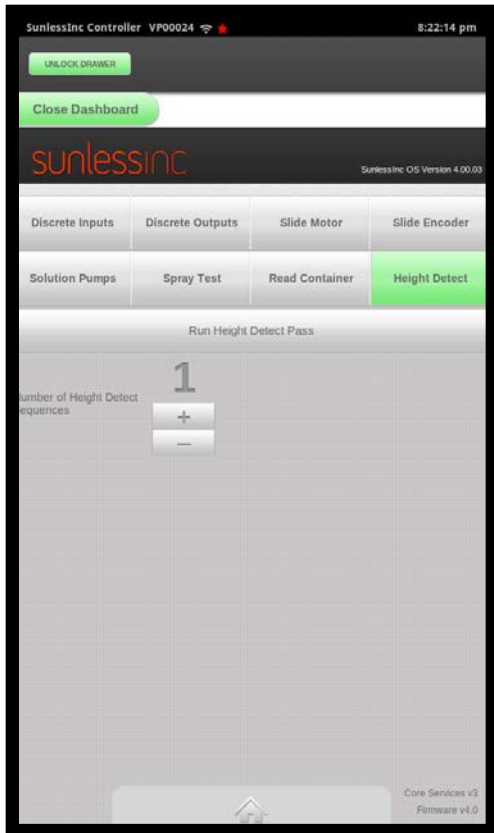 SunlessInc Controller VP00024 8:22:14 pm
UNLOCK DRAWER
Close Dashboard
sunlessinc
SunlessInc OS Version 4.00.03
Discrete Inputs Discrete Outputs Slide Motor Slide Encoder
Solution Pumps Spray Test Read Container Height Detect
Run Height Detect Pass
1
umber of Height Detect
equences
+
—
Core Services v3
Firmware v4.0